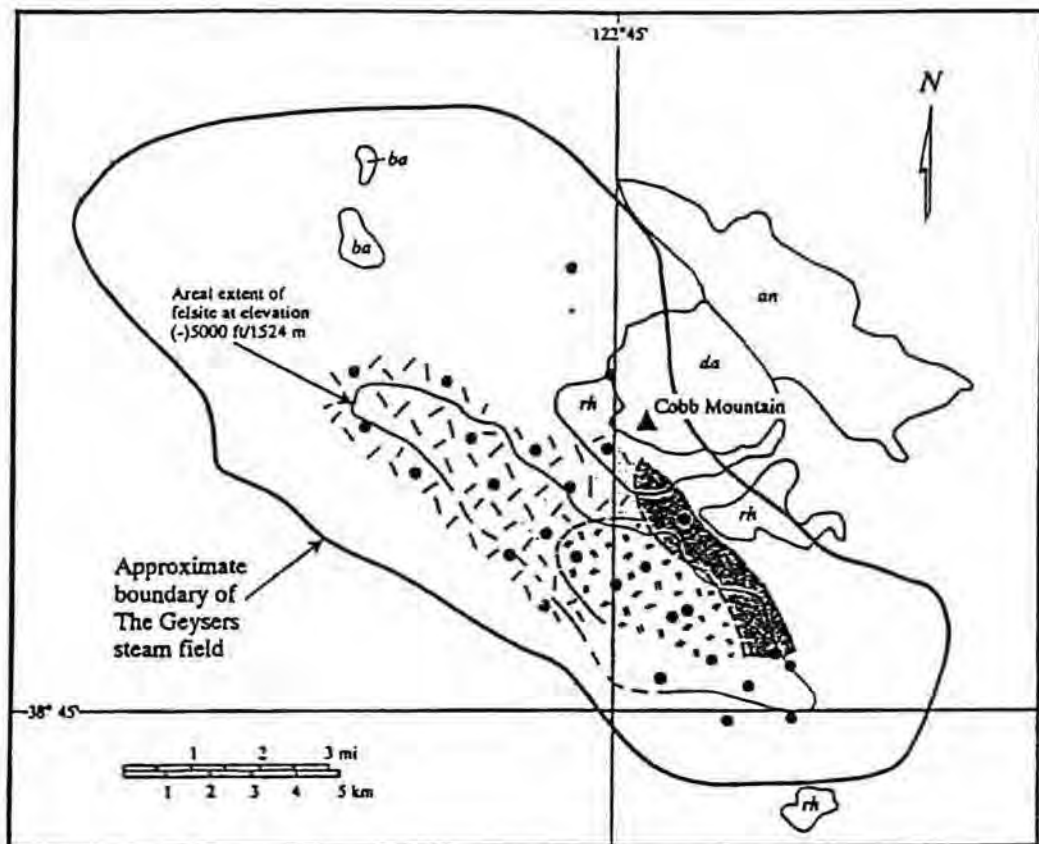 122°45'
N
ba
ba
an
Areal extent of
felsite at elevation
(-)5000 ft/1524 m
da
rh
Cobb Mountain
rh
Approximate
boundary of
The Geysers
steam field
38° 45'
1 2 3 mi
1 2 3 4 5 km
rh